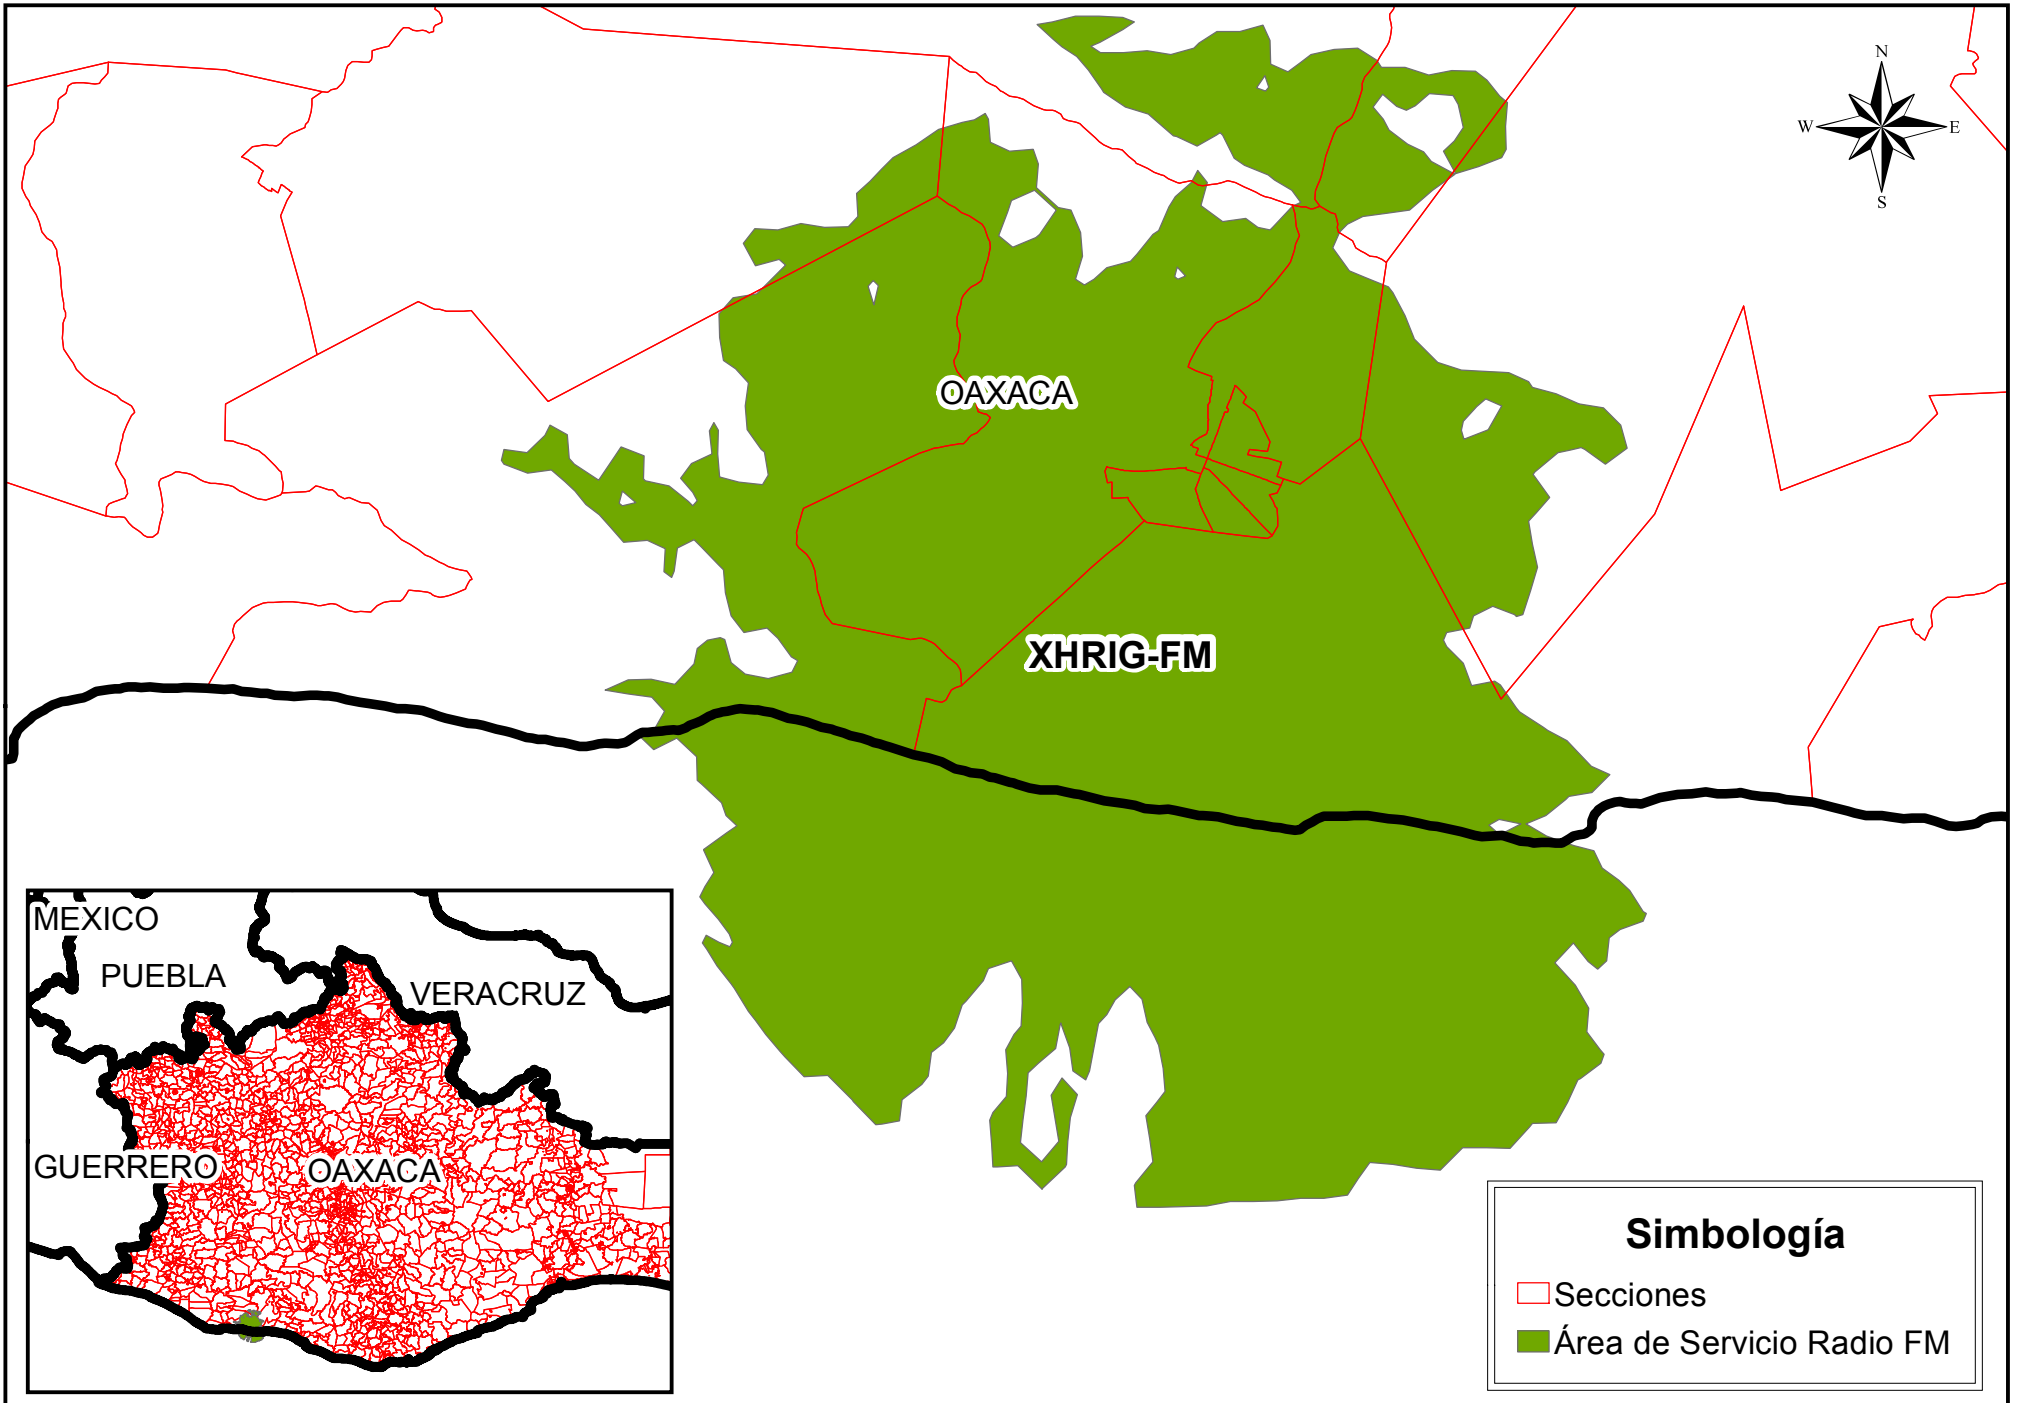 N
W E
S
OAXACA
XHRIG-FM
MEXICO
PUEBLA
VERACRUZ
GUERRERO
OAXACA
Simbología
Secciones
Área de Servicio Radio FM